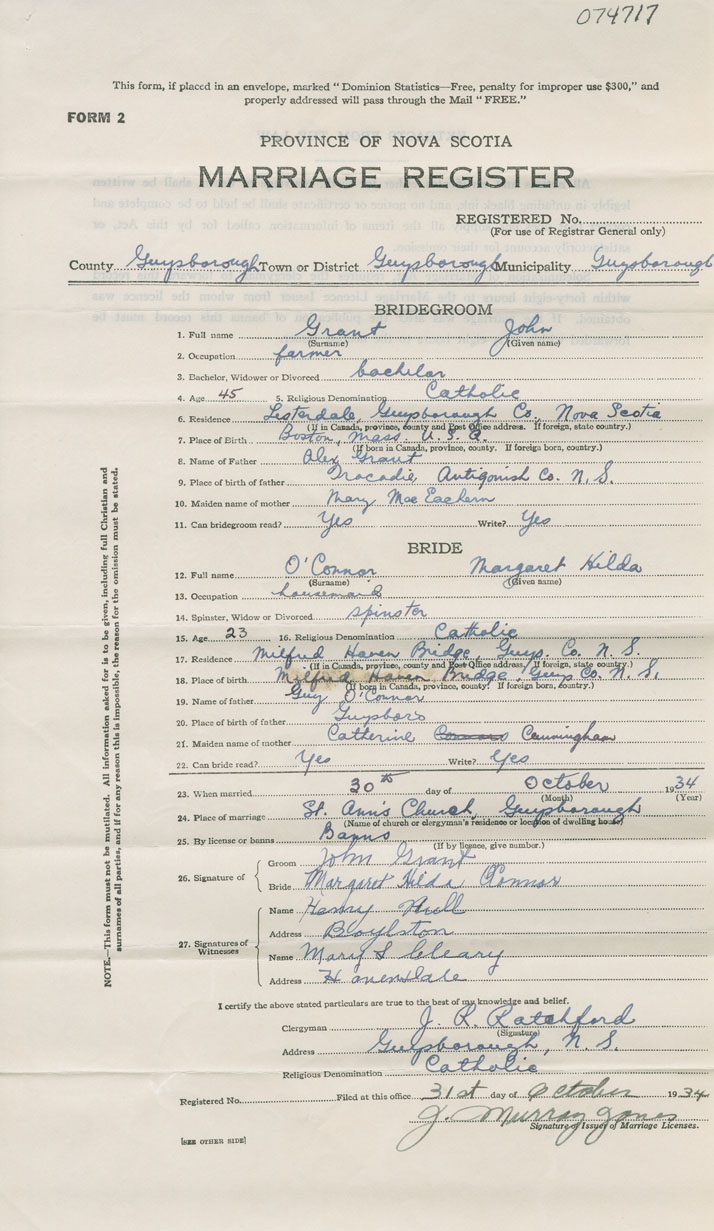 074717
This form, if placed in an envelope, marked "Dominion Statistics—Free, penalty for improper use $300," and
properly addressed will pass through the Mail "FREE."
FORM 2
PROVINCE OF NOVA SCOTIA
MARRIAGE REGISTER
REGISTERED No.
(For use of Registrar General only)
County Guysborough Town or District Guysborough Municipality Guysborough
BRIDEGROOM
1. Full name Grant John
(Surname) (Given name)
2. Occupation farmer
3. Bachelor, Widower or Divorced bachelor
4. Age 45 5. Religious Denomination Catholic
6. Residence Listerdale, Guysborough Co, Nova Scotia
(If in Canada, province, county and Post Office address. If foreign, state country.)
7. Place of Birth Boston, Mass. U.S.A.
(If born in Canada, province, county. If foreign born, country.)
8. Name of Father Alex Grant
9. Place of birth of father Tracadie Antigonish Co. N.S.
10. Maiden name of mother Mary Mac Eachern
11. Can bridegroom read? Yes Write? Yes
BRIDE
12. Full name O'Connor Margaret Hilda
(Surname) (Given name)
13. Occupation housemaid
14. Spinster, Widow or Divorced spinster
15. Age 23 16. Religious Denomination Catholic
17. Residence Milford Haven Bridge, Guys. Co. N.S.
(If in Canada, province, county and Post Office address. If foreign, state country.)
18. Place of birth Milford Haven Bridge, Guys Co. N.S.
(If born in Canada, province, county. If foreign born, country.)
19. Name of father Guy O'Connor
20. Place of birth of father Guysboro
21. Maiden name of mother Catherine Cunningham
22. Can bride read? Yes Write? Yes
23. When married 30th day of October 1934
(Month) (Year)
24. Place of marriage St. Ann's Church, Guysborough
(Name of church or clergyman's residence or location of dwelling house)
25. By license or banns Banns
(If by licence, give number.)
26. Signature of Groom John Grant
Bride Margaret Hilda O'Connor
27. Signatures of Witnesses
Name Henry Hull
Address Boylston
Name Mary S Cleary
Address Havendale
I certify the above stated particulars are true to the best of my knowledge and belief.
Clergyman J. R. Ratchford
(Signature)
Address Guysborough, N.S.
Religious Denomination Catholic
Registered No. Filed at this office 31st day of October 1934
J. Murray Jones
Signature of Issuer of Marriage Licenses.
[SEE OTHER SIDE]
NOTE.—This form must not be mutilated. All information asked for is to be given, including full Christian and
surnames of all parties, and if for any reason this is impossible, the reason for the omission must be stated.